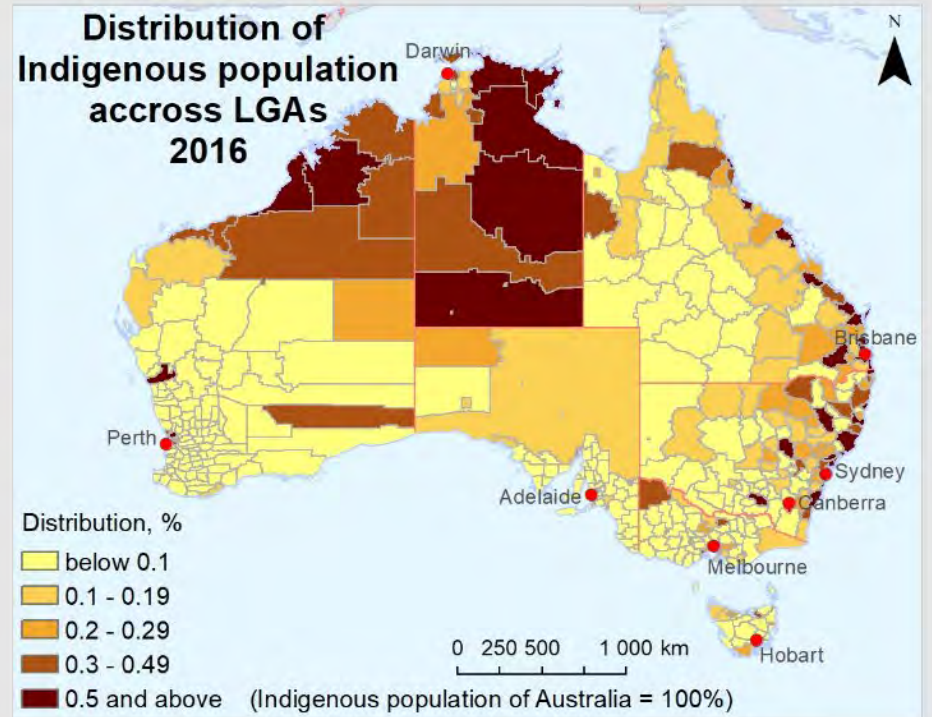 Distribution of
Indigenous population
accross LGAs
2016
N
Darwin
Brisbane
Perth
Sydney
Adelaide
Canberra
Melbourne
Hobart
Distribution, %
below 0.1
0.1 - 0.19
0.2 - 0.29
0.3 - 0.49
0.5 and above (Indigenous population of Australia = 100%)
0 250 500 1 000 km